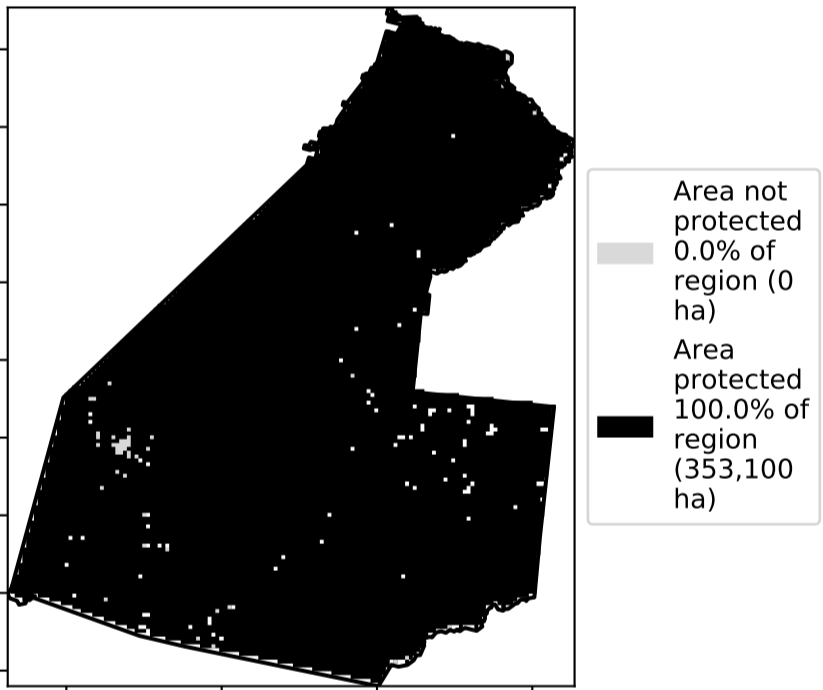 Area not
protected
0.0% of
region (0
ha)
Area
protected
100.0% of
region
(353,100
ha)